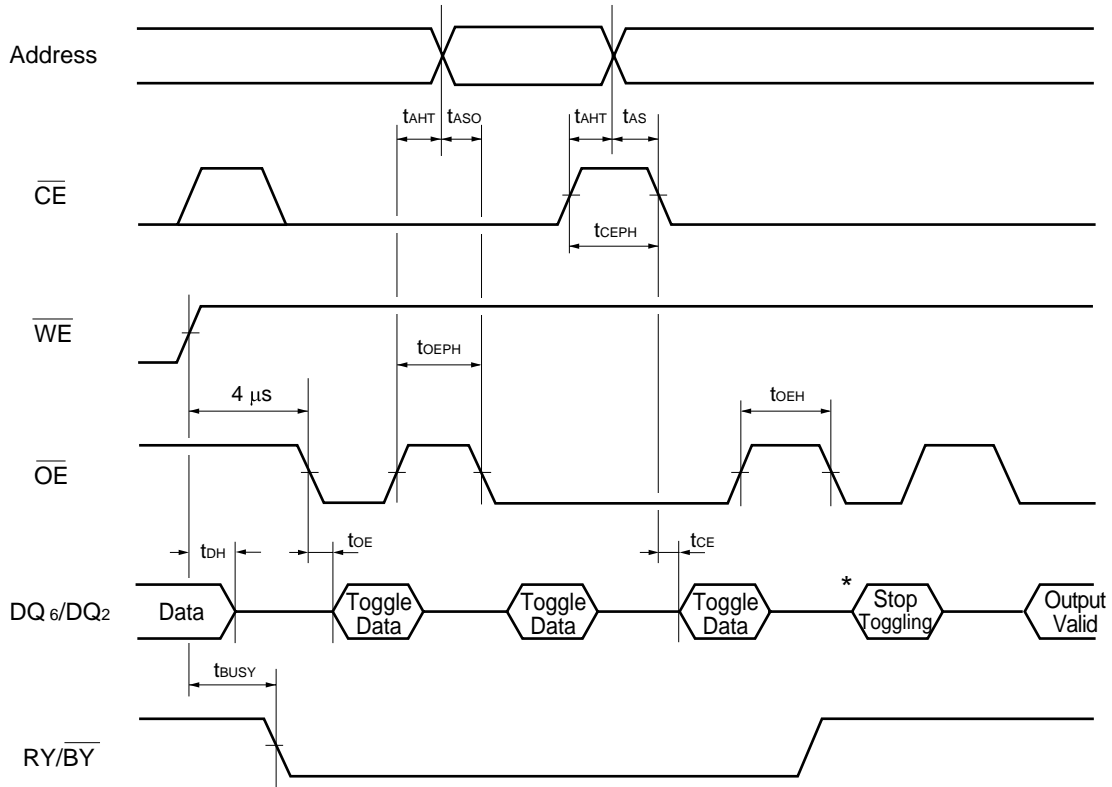 Address
tAHT tASO tAHT tAS
CE
tCEPH
WE
tOEPH
4 μs
tOEH
OE
tDH
tOE
tCE
DQ6/DQ2
Data
Toggle
Data
Toggle
Data
Toggle
Data
*
Stop
Toggling
Output
Valid
tBUSY
RY/BY